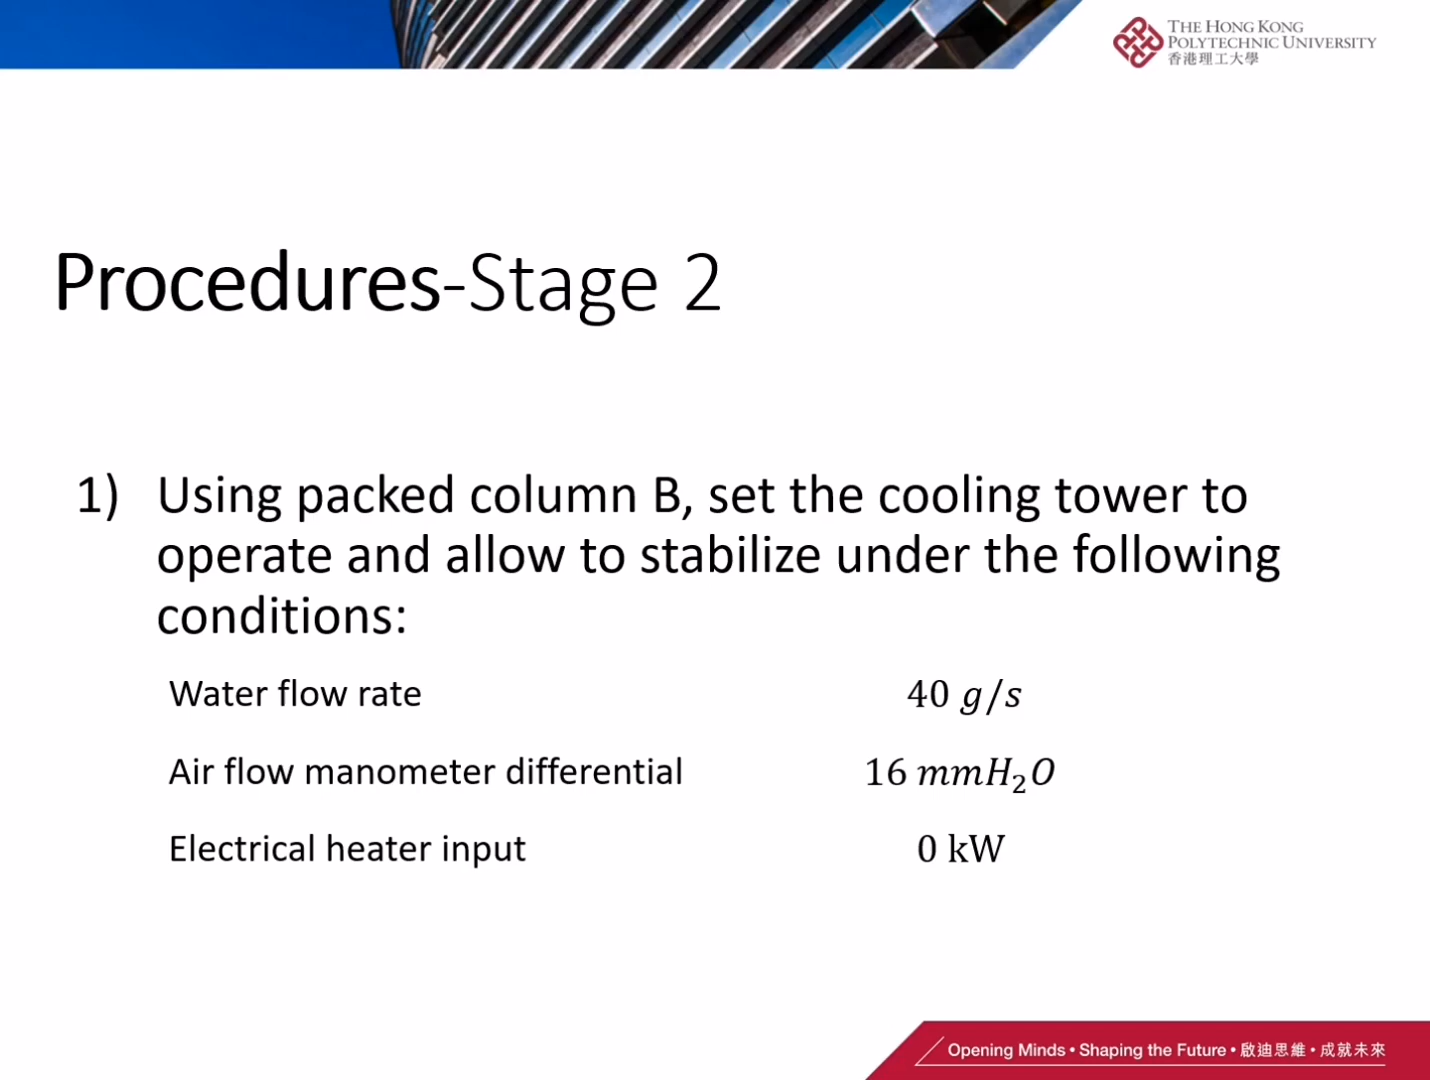 THE HONG KONG
POLYTECHNIC UNIVERSITY
香港理工大學
Procedures-Stage 2
1) Using packed column B, set the cooling tower to
operate and allow to stabilize under the following
conditions:
Water flow rate 40 g/s
Air flow manometer differential 16 mmH₂O
Electrical heater input 0 kW
Opening Minds • Shaping the Future • 啟迪思維 • 成就未來